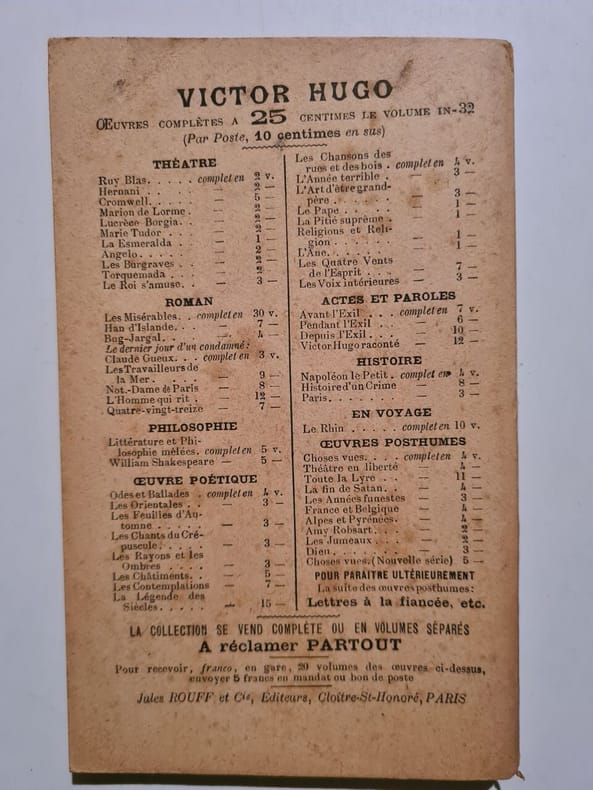 VICTOR HUGO
ŒUVRES COMPLÈTES A 25 CENTIMES LE VOLUME IN-32
(Par Poste, 10 centimes en sus)
THÉATRE
Ruy Blas. . . . . complet en 2 v.
Hernani . . . . — 2 —
Cromwell. . . . . — 5 —
Marion de Lorme . — 2 —
Lucrèce Borgia. . — 2 —
Marie Tudor . . . — 2 —
La Esmeralda . . — 1 —
Angelo. . . . . — 2 —
Les Burgraves . . — 2 —
Torquemada . . . — 2 —
Le Roi s'amuse. . — 3 —
ROMAN
Les Misérables. . complet en 30 v.
Han d'Islande. . . — 7 —
Bug-Jargal. . . . — 4 —
Le dernier jour d'un condamné:
Claude Gueux. . . complet en 3 v.
Les Travailleurs de
la Mer. . . . — 9 —
Not.-Dame de Paris — 8 —
L'Homme qui rit . — 12 —
Quatre-vingt-treize — 7 —
PHILOSOPHIE
Littérature et Phi-
losophie mêlées. complet en 5 v.
William Shakespeare — 5 —
ŒUVRE POÉTIQUE
Odes et Ballades . complet en 4 v.
Les Orientales . . — 3 —
Les Feuilles d'Au-
tomne . . . . . — 3 —
Les Chants du Cré-
puscule. . . . . — 3 —
Les Rayons et les
Ombres . . . . — 3 —
Les Châtiments. . — 5 —
Les Contemplations — 7 —
La Légende des
Siècles. . . . . — 15 —
Les Chansons des
rues et des bois . complet en 4 v.
L'Année terrible . — 3 —
L'Art d'être grand-
père . . . . . — 3 —
Le Pape . . . . — 1 —
La Pitié suprême . — 1 —
Religions et Reli-
gion . . . . . . — 1 —
L'Ane. . . . . . — 1 —
Les Quatre Vents
de l'Esprit . . . — 7 —
Les Voix intérieures — 3 —
ACTES ET PAROLES
Avant l'Exil . . . complet en 7 v.
Pendant l'Exil . . — 6 —
Depuis l'Exil. . . — 10 —
Victor Hugo raconté — 12 —
HISTOIRE
Napoléon le Petit . complet en 4 v.
Histoire d'un Crime — 8 —
Paris. . . . . . — 3 —
EN VOYAGE
Le Rhin . . . . . complet en 10 v.
ŒUVRES POSTHUMES
Choses vues. . . . complet en 4 v.
Théâtre en liberté — 4 —
Toute la Lyre . . — 11 —
La fin de Satan. . — 4 —
Les Années funestes — 3 —
France et Belgique — 4 —
Alpes et Pyrénées. — 4 —
Amy Robsart. . . — 2 —
Les Jumeaux. . . — 2 —
Dieu. . . . . . . — 3 —
Choses vues. (Nouvelle série) 5 —
POUR PARAÎTRE ULTÉRIEUREMENT
La suite des œuvres posthumes:
Lettres à la fiancée, etc.
LA COLLECTION SE VEND COMPLÈTE OU EN VOLUMES SÉPARÉS
A réclamer PARTOUT
Pour recevoir, franco, en gare, 20 volumes des œuvres ci-dessus,
envoyer 5 francs en mandat ou bon de poste
Jules ROUFF et Cie, Editeurs, Cloître-St-Honoré, PARIS